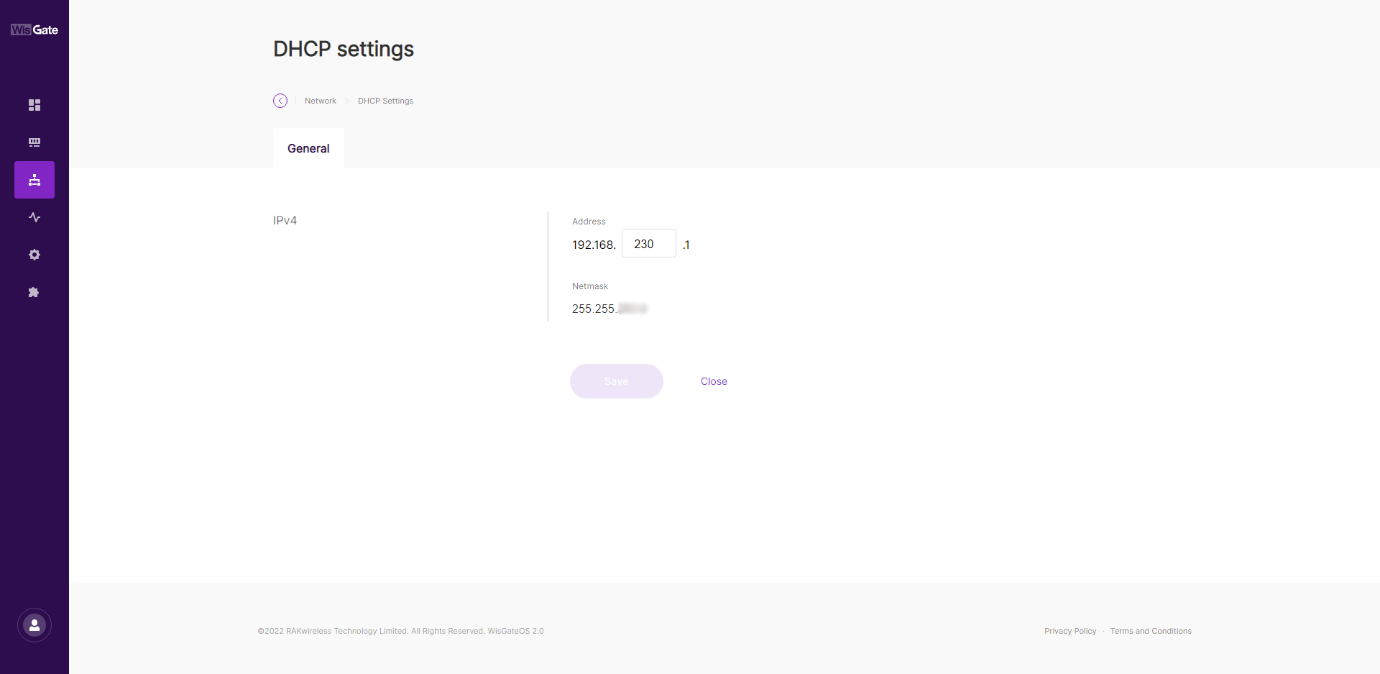 WisGate
DHCP settings
Network
DHCP Settings
General
IPv4
Address
192.168. 230 .1
Netmask
255.255.
Save
Close
©2022 RAKwireless Technology Limited. All Rights Reserved. WisGateOS 2.0
Privacy Policy · Terms and Conditions